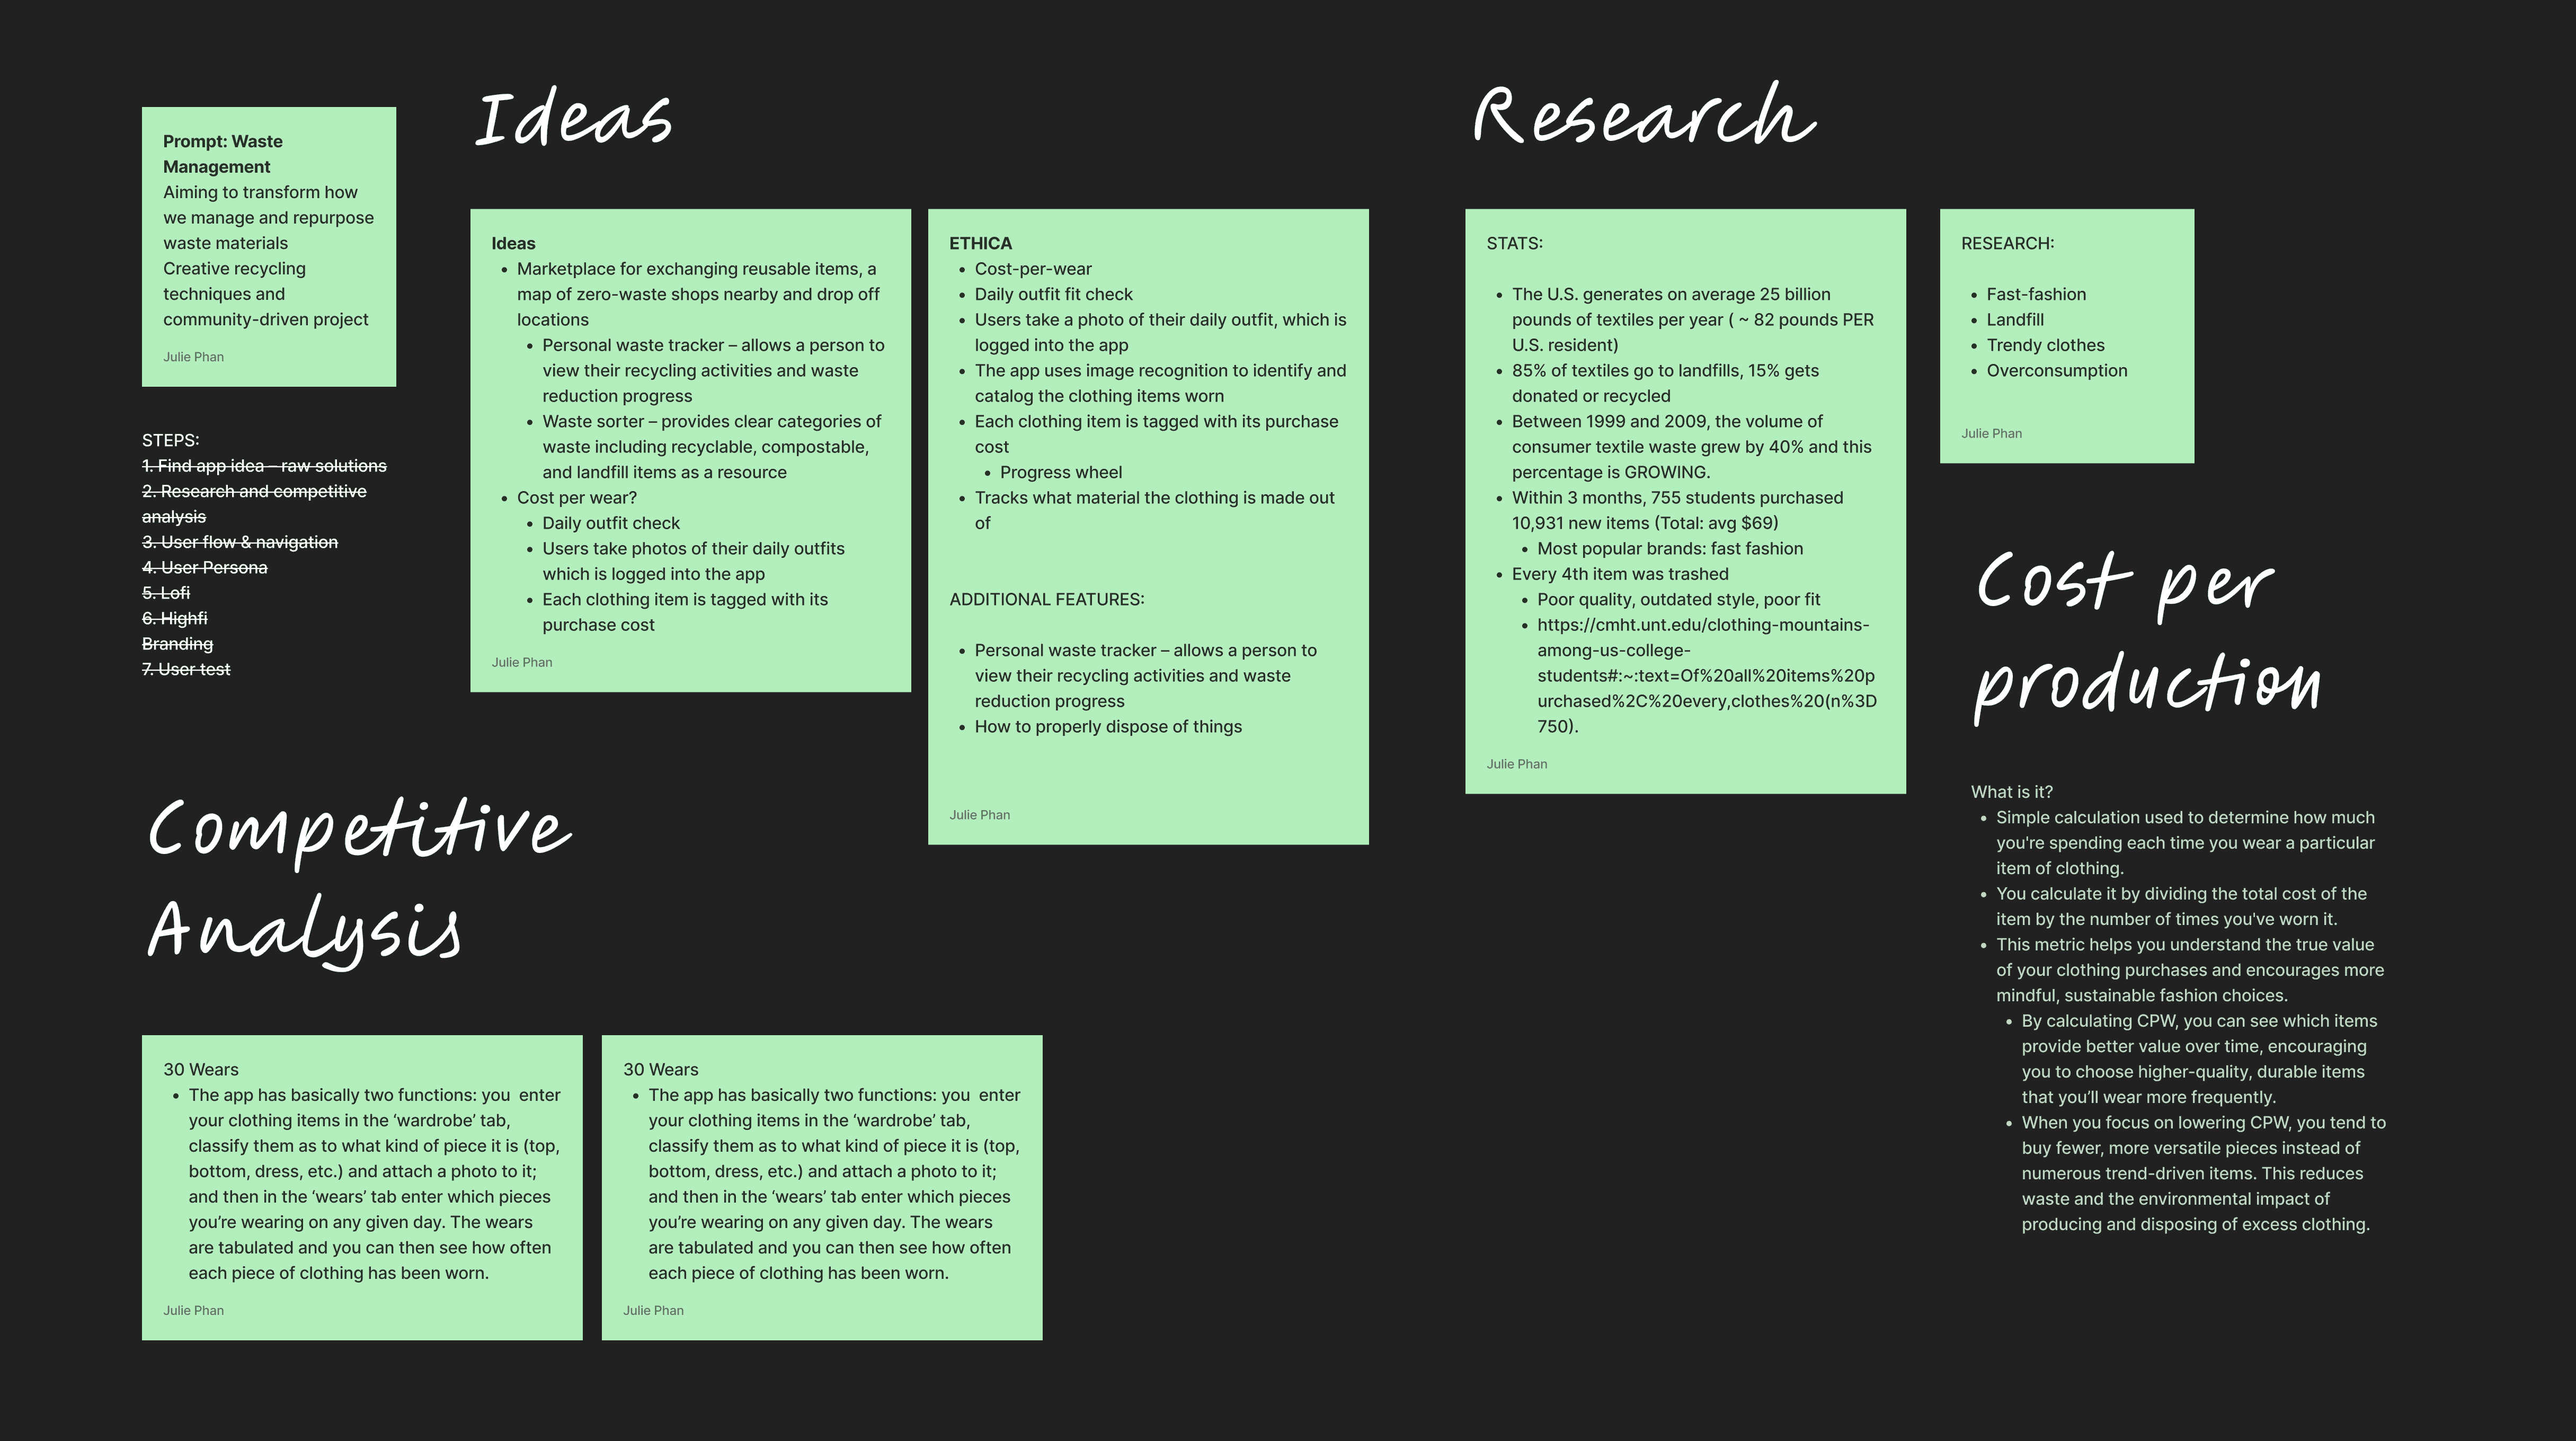 Prompt: Waste
Management
Aiming to transform how
we manage and repurpose
waste materials
Creative recycling
techniques and
community-driven project
Julie Phan
STEPS:
1. Find app idea – raw solutions
2. Research and competitive
analysis
3. User flow & navigation
4. User Persona
5. Lofi
6. Highfi
Branding
7. User test
Ideas
Ideas
• Marketplace for exchanging reusable items, a
map of zero-waste shops nearby and drop off
locations
• Personal waste tracker – allows a person to
view their recycling activities and waste
reduction progress
• Waste sorter – provides clear categories of
waste including recyclable, compostable,
and landfill items as a resource
• Cost per wear?
• Daily outfit check
• Users take photos of their daily outfits
which is logged into the app
• Each clothing item is tagged with its
purchase cost
Julie Phan
ETHICA
• Cost-per-wear
• Daily outfit fit check
• Users take a photo of their daily outfit, which is
logged into the app
• The app uses image recognition to identify and
catalog the clothing items worn
• Each clothing item is tagged with its purchase
cost
• Progress wheel
• Tracks what material the clothing is made out
of
ADDITIONAL FEATURES:
• Personal waste tracker – allows a person to
view their recycling activities and waste
reduction progress
• How to properly dispose of things
Julie Phan
Research
STATS:
• The U.S. generates on average 25 billion
pounds of textiles per year ( ~ 82 pounds PER
U.S. resident)
• 85% of textiles go to landfills, 15% gets
donated or recycled
• Between 1999 and 2009, the volume of
consumer textile waste grew by 40% and this
percentage is GROWING.
• Within 3 months, 755 students purchased
10,931 new items (Total: avg $69)
• Most popular brands: fast fashion
• Every 4th item was trashed
• Poor quality, outdated style, poor fit
• https://cmht.unt.edu/clothing-mountains-
among-us-college-
students#:~:text=Of%20all%20items%20p
urchased%2C%20every,clothes%20(n%3D
750).
Julie Phan
RESEARCH:
• Fast-fashion
• Landfill
• Trendy clothes
• Overconsumption
Julie Phan
Cost per
production
What is it?
• Simple calculation used to determine how much
you're spending each time you wear a particular
item of clothing.
• You calculate it by dividing the total cost of the
item by the number of times you've worn it.
• This metric helps you understand the true value
of your clothing purchases and encourages more
mindful, sustainable fashion choices.
• By calculating CPW, you can see which items
provide better value over time, encouraging
you to choose higher-quality, durable items
that you’ll wear more frequently.
• When you focus on lowering CPW, you tend to
buy fewer, more versatile pieces instead of
numerous trend-driven items. This reduces
waste and the environmental impact of
producing and disposing of excess clothing.
Competitive
Analysis
30 Wears
• The app has basically two functions: you  enter
your clothing items in the ‘wardrobe’ tab,
classify them as to what kind of piece it is (top,
bottom, dress, etc.) and attach a photo to it;
and then in the ‘wears’ tab enter which pieces
you’re wearing on any given day. The wears
are tabulated and you can then see how often
each piece of clothing has been worn.
Julie Phan
30 Wears
• The app has basically two functions: you  enter
your clothing items in the ‘wardrobe’ tab,
classify them as to what kind of piece it is (top,
bottom, dress, etc.) and attach a photo to it;
and then in the ‘wears’ tab enter which pieces
you’re wearing on any given day. The wears
are tabulated and you can then see how often
each piece of clothing has been worn.
Julie Phan